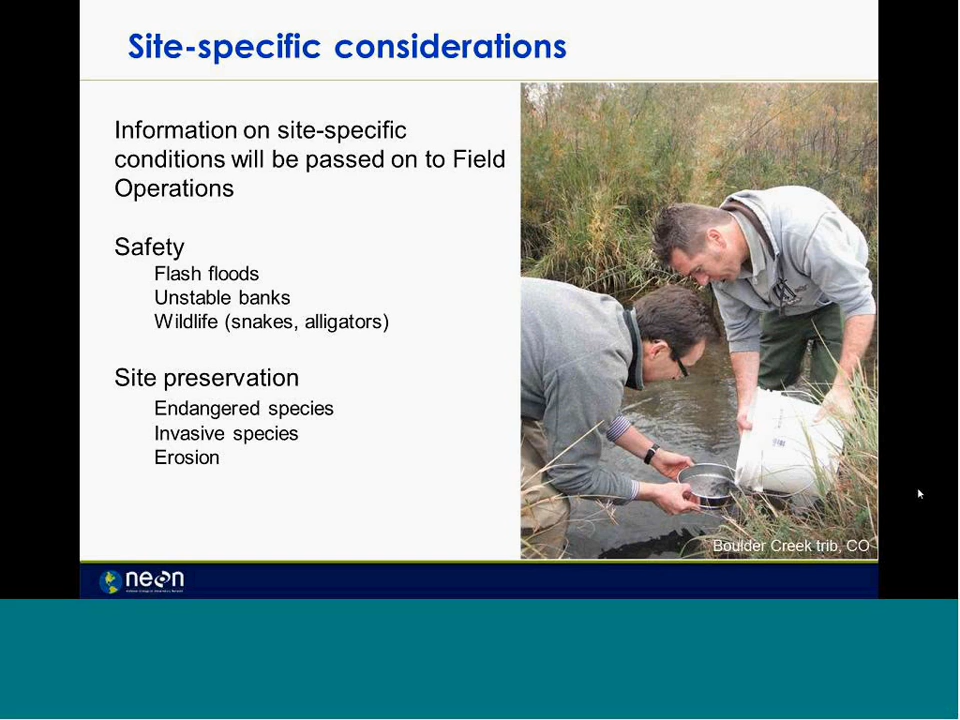 Site-specific considerations
Information on site-specific
conditions will be passed on to Field
Operations
Safety
Flash floods
Unstable banks
Wildlife (snakes, alligators)
Site preservation
Endangered species
Invasive species
Erosion
Boulder Creek trib, CO
neon